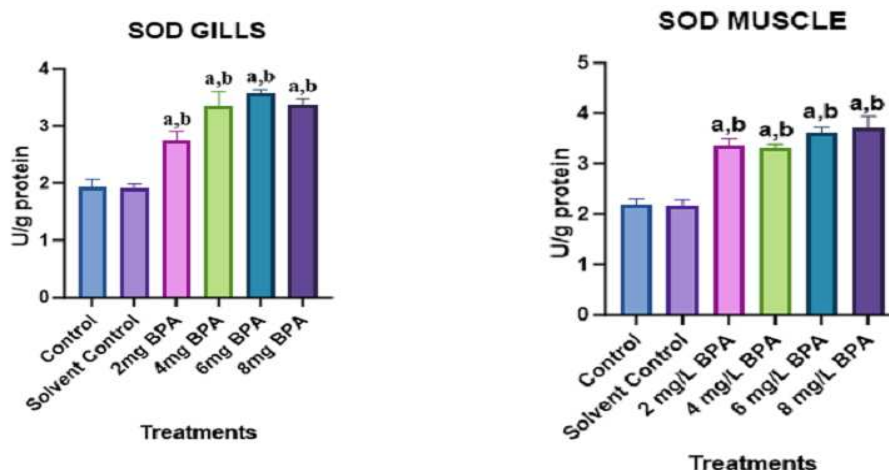 SOD GILLS
U/g protein
4
3
2
1
0
a,b
a,b
a,b
a,b
Control
Solvent Control
2mg BPA
4mg BPA
6mg BPA
8mg BPA
Treatments
SOD MUSCLE
U/g protein
5
4
3
2
1
0
a,b
a,b
a,b
a,b
Control
Solvent Control
2 mg/L BPA
4 mg/L BPA
6 mg/L BPA
8 mg/L BPA
Treatments